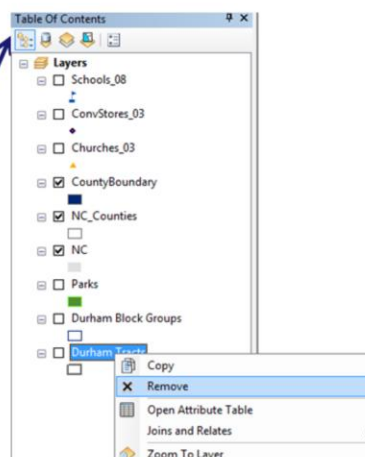 Table Of Contents
Layers
Schools_08
ConvStores_03
Churches_03
CountyBoundary
NC_Counties
NC
Parks
Durham Block Groups
Durham Tracts
Copy
Remove
Open Attribute Table
Joins and Relates
Zoom To Layer